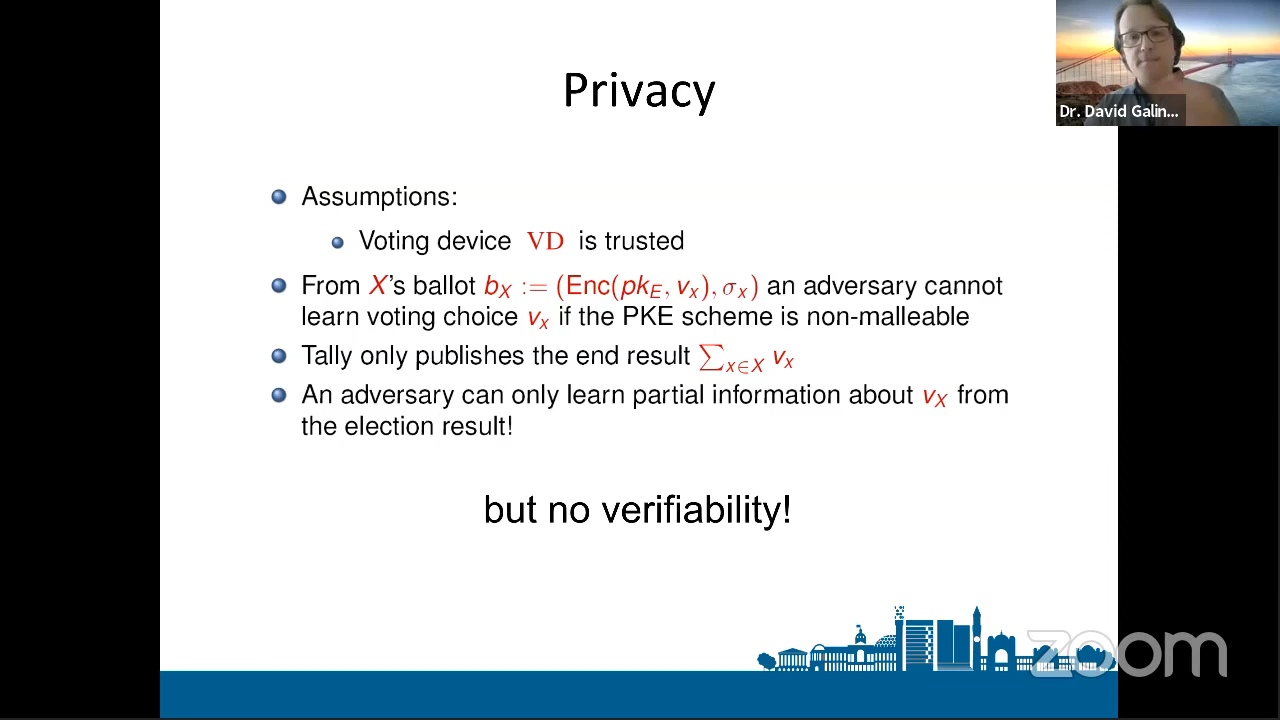 Privacy
Dr. David Galin...
Assumptions:
Voting device VD is trusted
From X's ballot b_X := (Enc(pk_E, v_x), σ_x) an adversary cannot
learn voting choice v_x if the PKE scheme is non-malleable
Tally only publishes the end result ∑_{x∈X} v_x
An adversary can only learn partial information about v_X from
the election result!
but no verifiability!
zoom